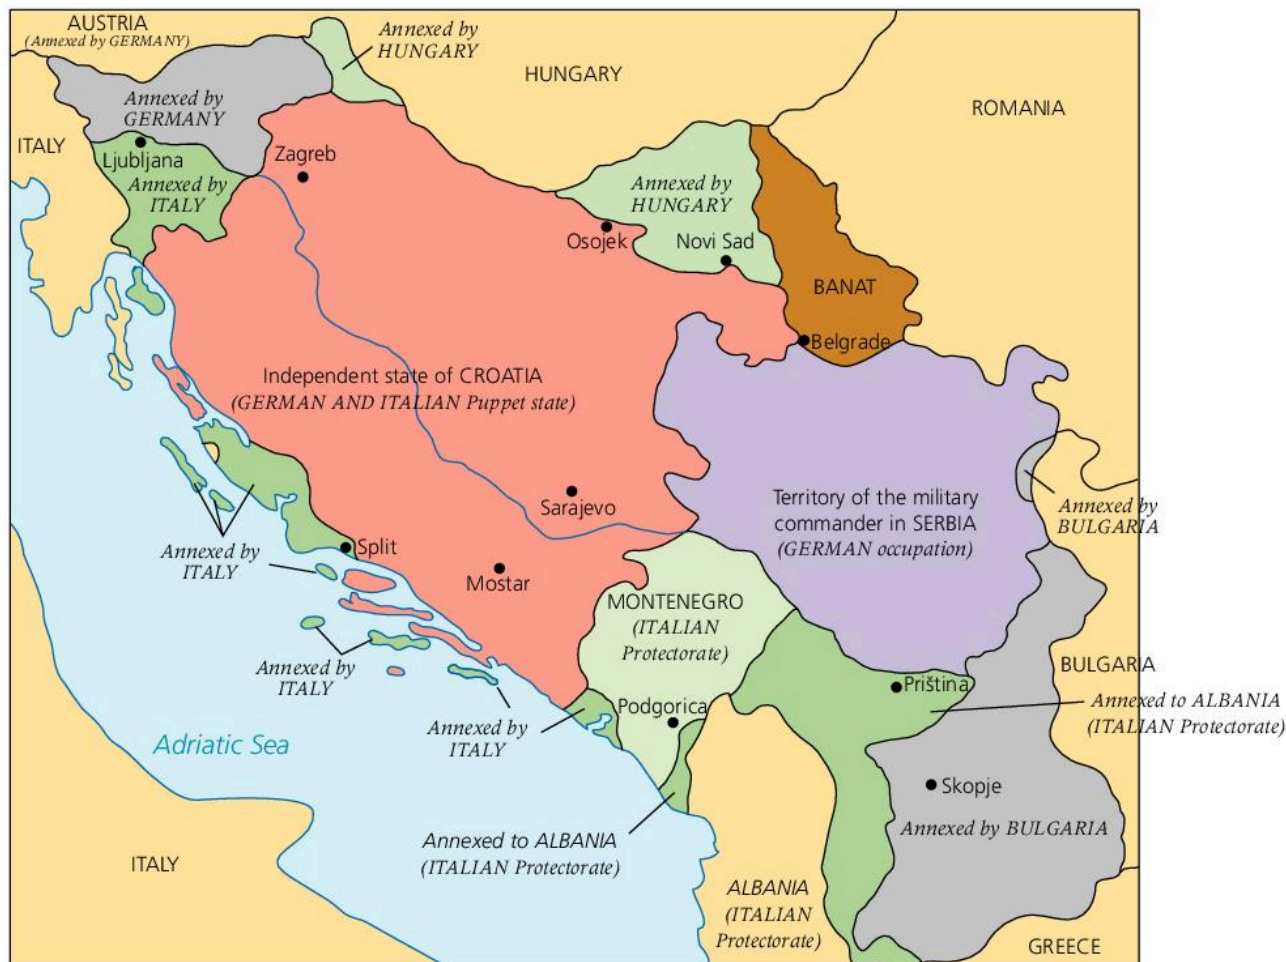 AUSTRIA
(Annexed by GERMANY)
Annexed by
HUNGARY
HUNGARY
ROMANIA
Annexed by
GERMANY
ITALY
Ljubljana
Annexed by
ITALY
Zagreb
Annexed by
HUNGARY
Osojek
Novi Sad
BANAT
Belgrade
Independent state of CROATIA
(GERMAN AND ITALIAN Puppet state)
Sarajevo
Territory of the military
commander in SERBIA
(GERMAN occupation)
Annexed by
BULGARIA
Annexed by
ITALY
Split
Mostar
MONTENEGRO
(ITALIAN
Protectorate)
Annexed by
ITALY
BULGARIA
Priština
Annexed to ALBANIA
(ITALIAN Protectorate)
Podgorica
Annexed by
ITALY
Adriatic Sea
Skopje
Annexed by BULGARIA
Annexed to ALBANIA
(ITALIAN Protectorate)
ITALY
ALBANIA
(ITALIAN
Protectorate)
GREECE